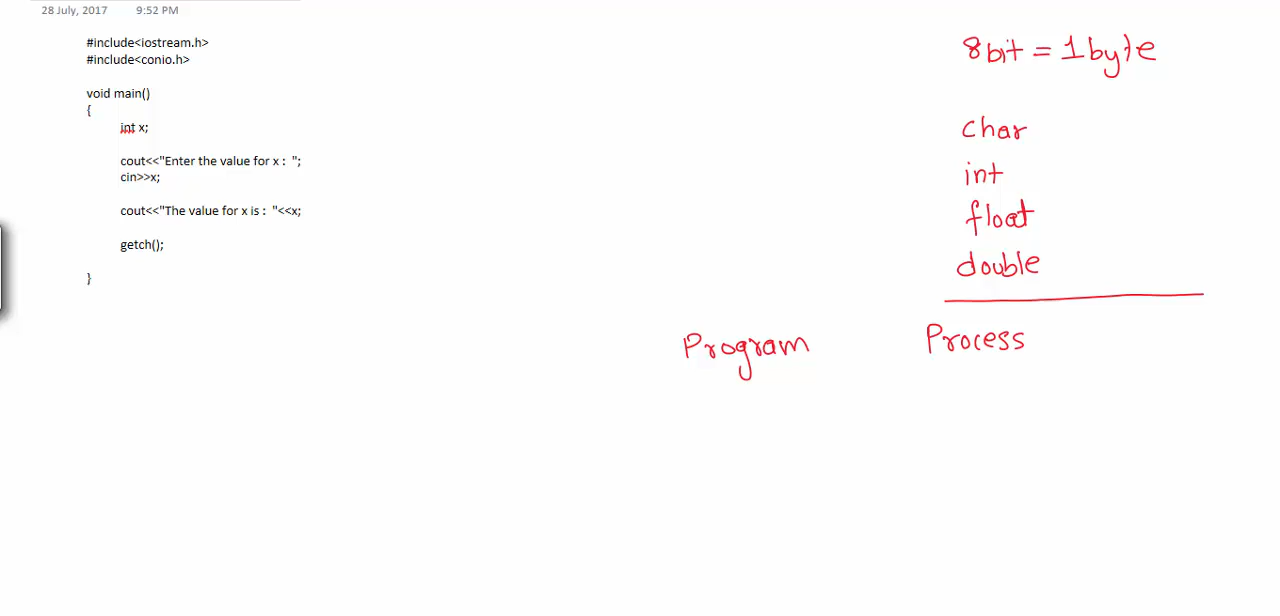 28 July, 2017 9:52 PM
#include<iostream.h>
#include<conio.h>
void main()
{
int x;
cout<<"Enter the value for x : ";
cin>>x;
cout<<"The value for x is : "<<x;
getch();
}
8bit = 1byte
char
int
float
double
Program Process